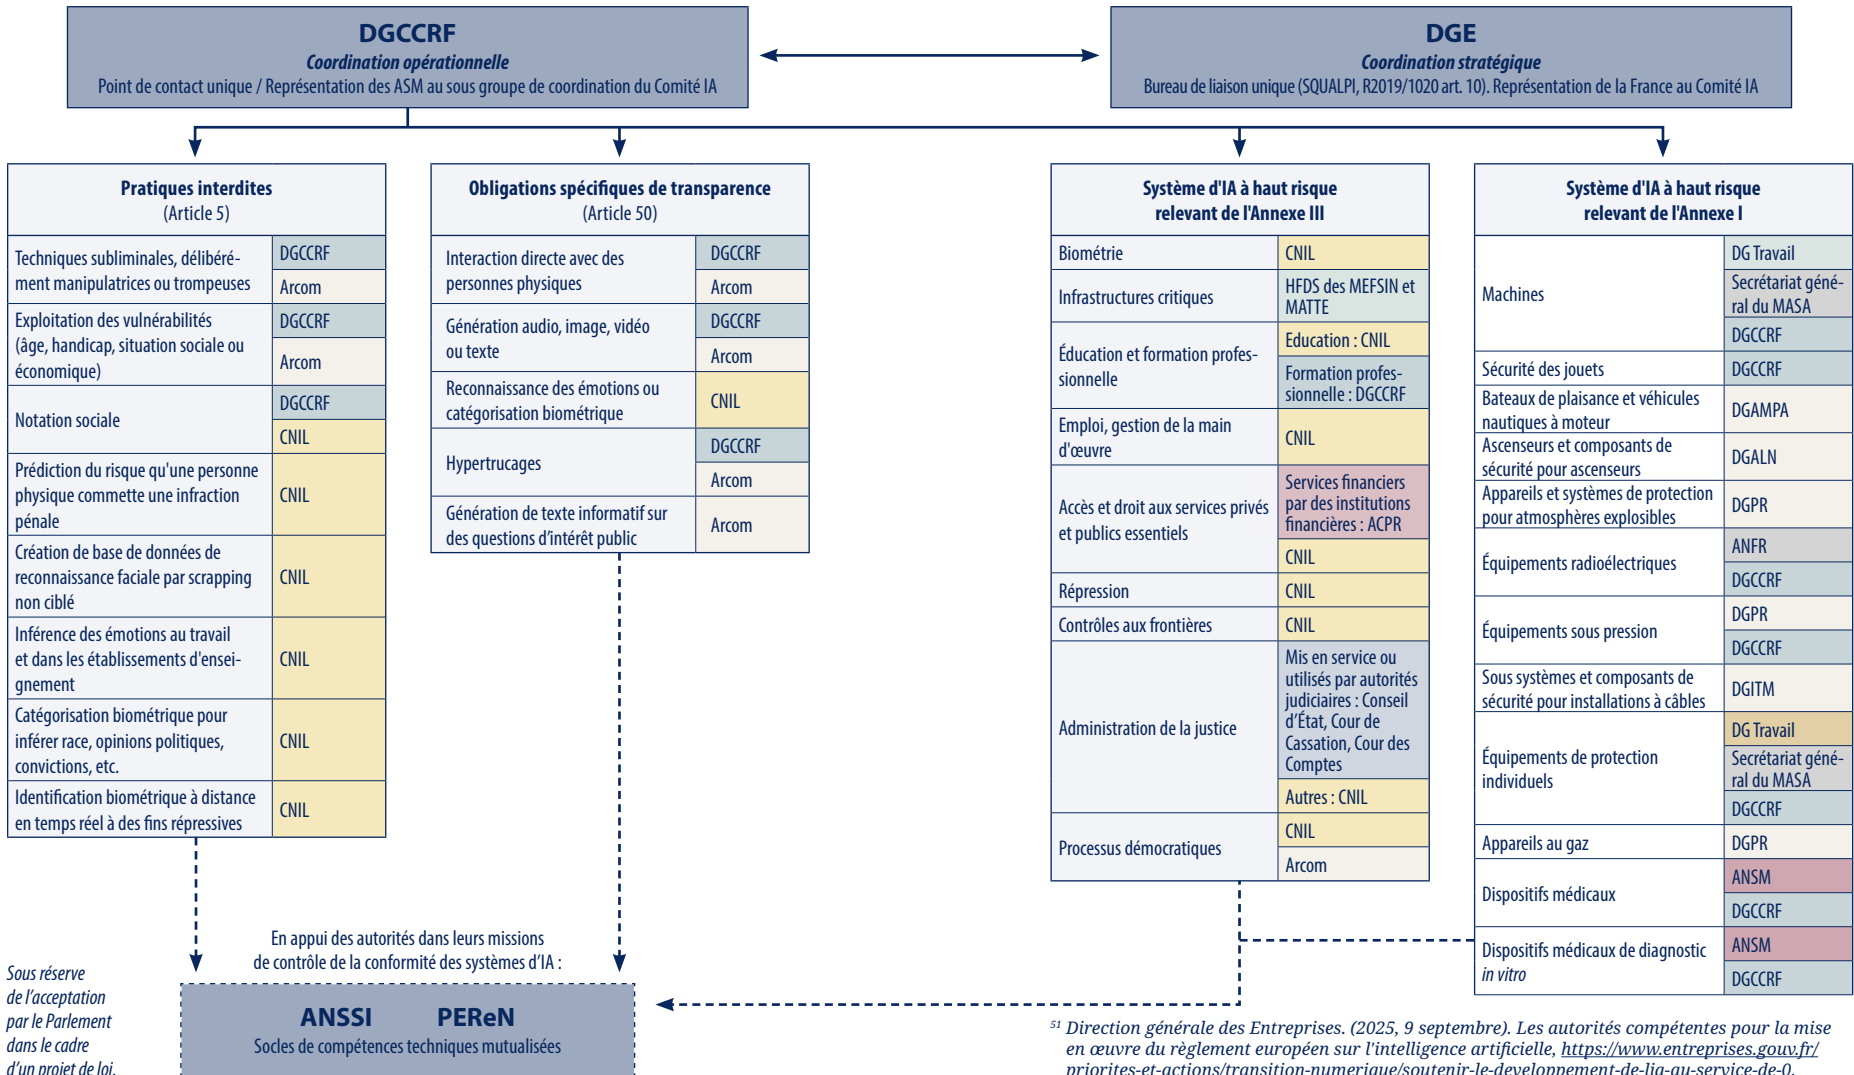 DGCCRF
Coordination opérationnelle
Point de contact unique / Représentation des ASM au sous groupe de coordination du Comité IA
DGE
Coordination stratégique
Bureau de liaison unique (SQUALPI, R2019/1020 art. 10). Représentation de la France au Comité IA
Pratiques interdites
(Article 5)
Techniques subliminales, délibéré-
ment manipulatrices ou trompeuses
DGCCRF
Arcom
Exploitation des vulnérabilités
(âge, handicap, situation sociale ou
économique)
DGCCRF
Arcom
Notation sociale
DGCCRF
CNIL
Prédiction du risque qu'une personne
physique commette une infraction
pénale
CNIL
Création de base de données de
reconnaissance faciale par scrapping
non ciblé
CNIL
Inférence des émotions au travail
et dans les établissements d'ensei-
gnement
CNIL
Catégorisation biométrique pour
inférer race, opinions politiques,
convictions, etc.
CNIL
Identification biométrique à distance
en temps réel à des fins répressives
CNIL
Obligations spécifiques de transparence
(Article 50)
Interaction directe avec des
personnes physiques
DGCCRF
Arcom
Génération audio, image, vidéo
ou texte
DGCCRF
Arcom
Reconnaissance des émotions ou
catégorisation biométrique
CNIL
Hypertrucages
DGCCRF
Arcom
Génération de texte informatif sur
des questions d'intérêt public
Arcom
Système d'IA à haut risque
relevant de l'Annexe III
Biométrie
CNIL
Infrastructures critiques
HFDS des MEFSIN et
MATTE
Éducation et formation profes-
sionnelle
Education : CNIL
Formation profes-
sionnelle : DGCCRF
Emploi, gestion de la main
d'œuvre
CNIL
Accès et droit aux services privés
et publics essentiels
Services financiers
par des institutions
financières : ACPR
CNIL
Répression
CNIL
Contrôles aux frontières
CNIL
Administration de la justice
Mis en service ou
utilisés par autorités
judiciaires : Conseil
d'État, Cour de
Cassation, Cour des
Comptes
Autres : CNIL
Processus démocratiques
CNIL
Arcom
Système d'IA à haut risque
relevant de l'Annexe I
Machines
DG Travail
Secrétariat géné-
ral du MASA
DGCCRF
Sécurité des jouets
DGCCRF
Bateaux de plaisance et véhicules
nautiques à moteur
DGAMPA
Ascenseurs et composants de
sécurité pour ascenseurs
DGALN
Appareils et systèmes de protection
pour atmosphères explosibles
DGPR
Équipements radioélectriques
ANFR
DGCCRF
Équipements sous pression
DGPR
DGCCRF
Sous systèmes et composants de
sécurité pour installations à câbles
DGITM
Équipements de protection
individuels
DG Travail
Secrétariat géné-
ral du MASA
DGCCRF
Appareils au gaz
DGPR
Dispositifs médicaux
ANSM
DGCCRF
Dispositifs médicaux de diagnostic
in vitro
ANSM
DGCCRF
En appui des autorités dans leurs missions
de contrôle de la conformité des systèmes d'IA :
Sous réserve
de l'acceptation
par le Parlement
dans le cadre
d'un projet de loi.
ANSSI PEReN
Socles de compétences techniques mutualisées
51 Direction générale des Entreprises. (2025, 9 septembre). Les autorités compétentes pour la mise
en œuvre du règlement européen sur l'intelligence artificielle, https://www.entreprises.gouv.fr/
priorites-et-actions/transition-numerique/soutenir-le-developpement-de-lia-au-service-de-0.